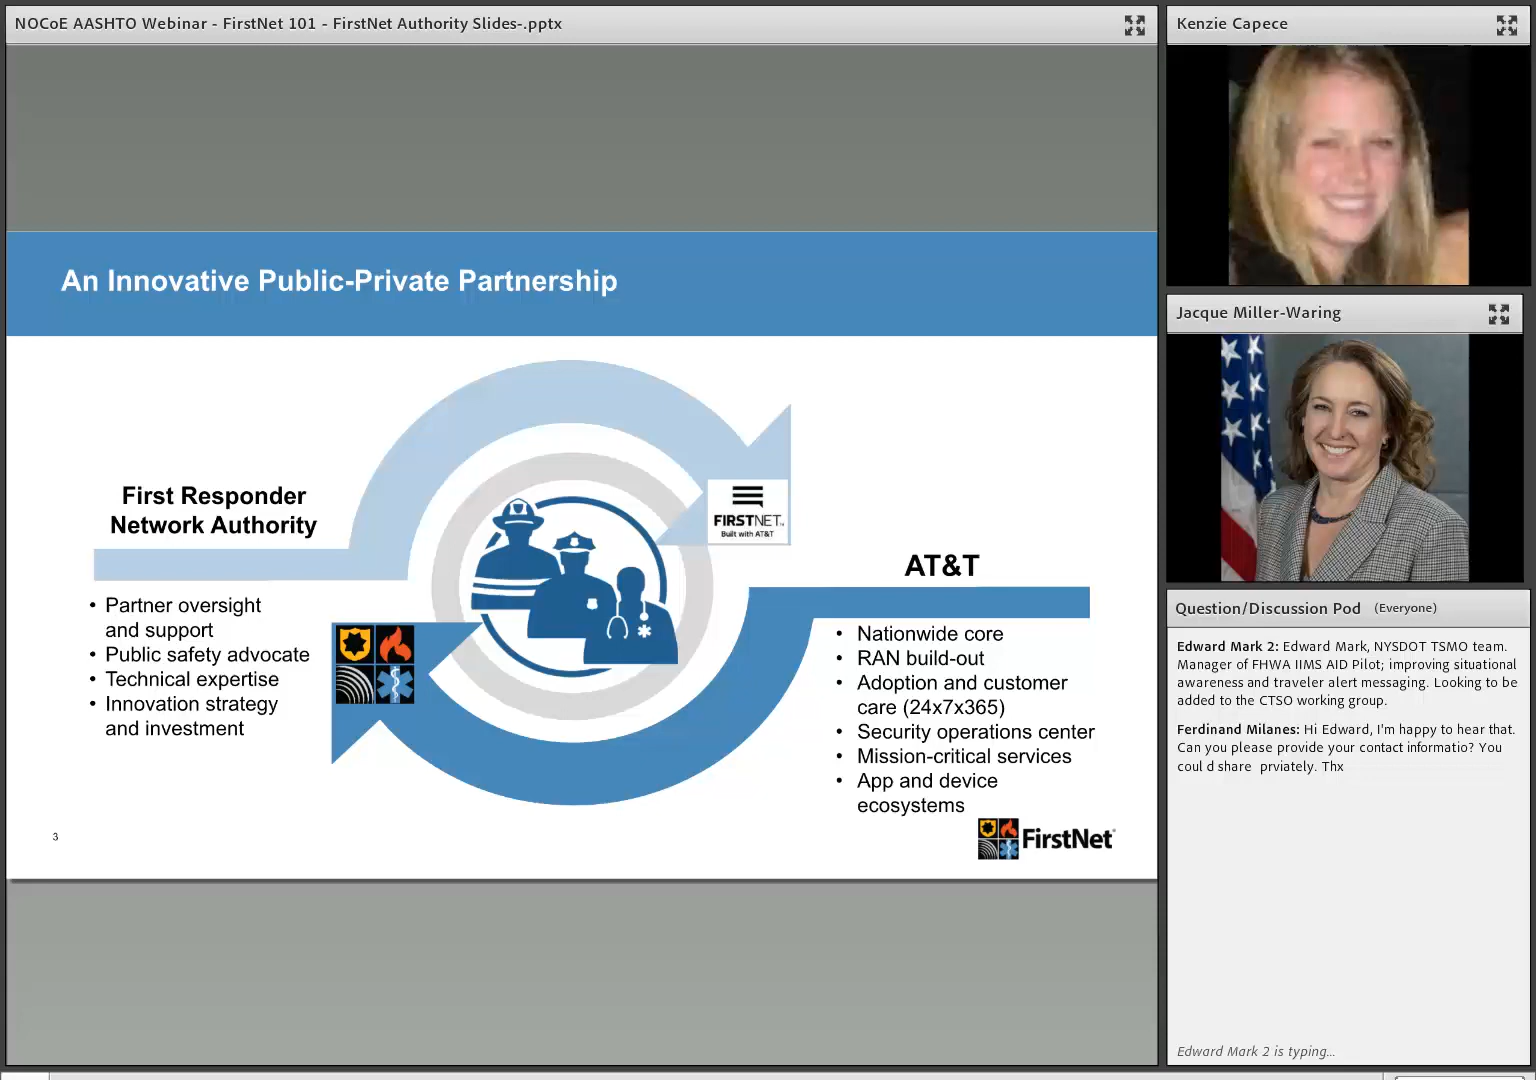 NOCoE AASHTO Webinar - FirstNet 101 - FirstNet Authority Slides-.pptx
An Innovative Public-Private Partnership
First Responder
Network Authority
• Partner oversight
and support
• Public safety advocate
• Technical expertise
• Innovation strategy
and investment
FIRSTNET™
Built with AT&T
AT&T
• Nationwide core
• RAN build-out
• Adoption and customer
care (24x7x365)
• Security operations center
• Mission-critical services
• App and device
ecosystems
3
FirstNet
Kenzie Capece
Jacque Miller-Waring
Question/Discussion Pod (Everyone)
Edward Mark 2: Edward Mark, NYSDOT TSMO team.
Manager of FHWA IIMS AID Pilot; improving situational
awareness and traveler alert messaging. Looking to be
added to the CTSO working group.
Ferdinand Milanes: Hi Edward, I'm happy to hear that.
Can you please provide your contact informatio? You
coul d share prviately. Thx
Edward Mark 2 is typing...